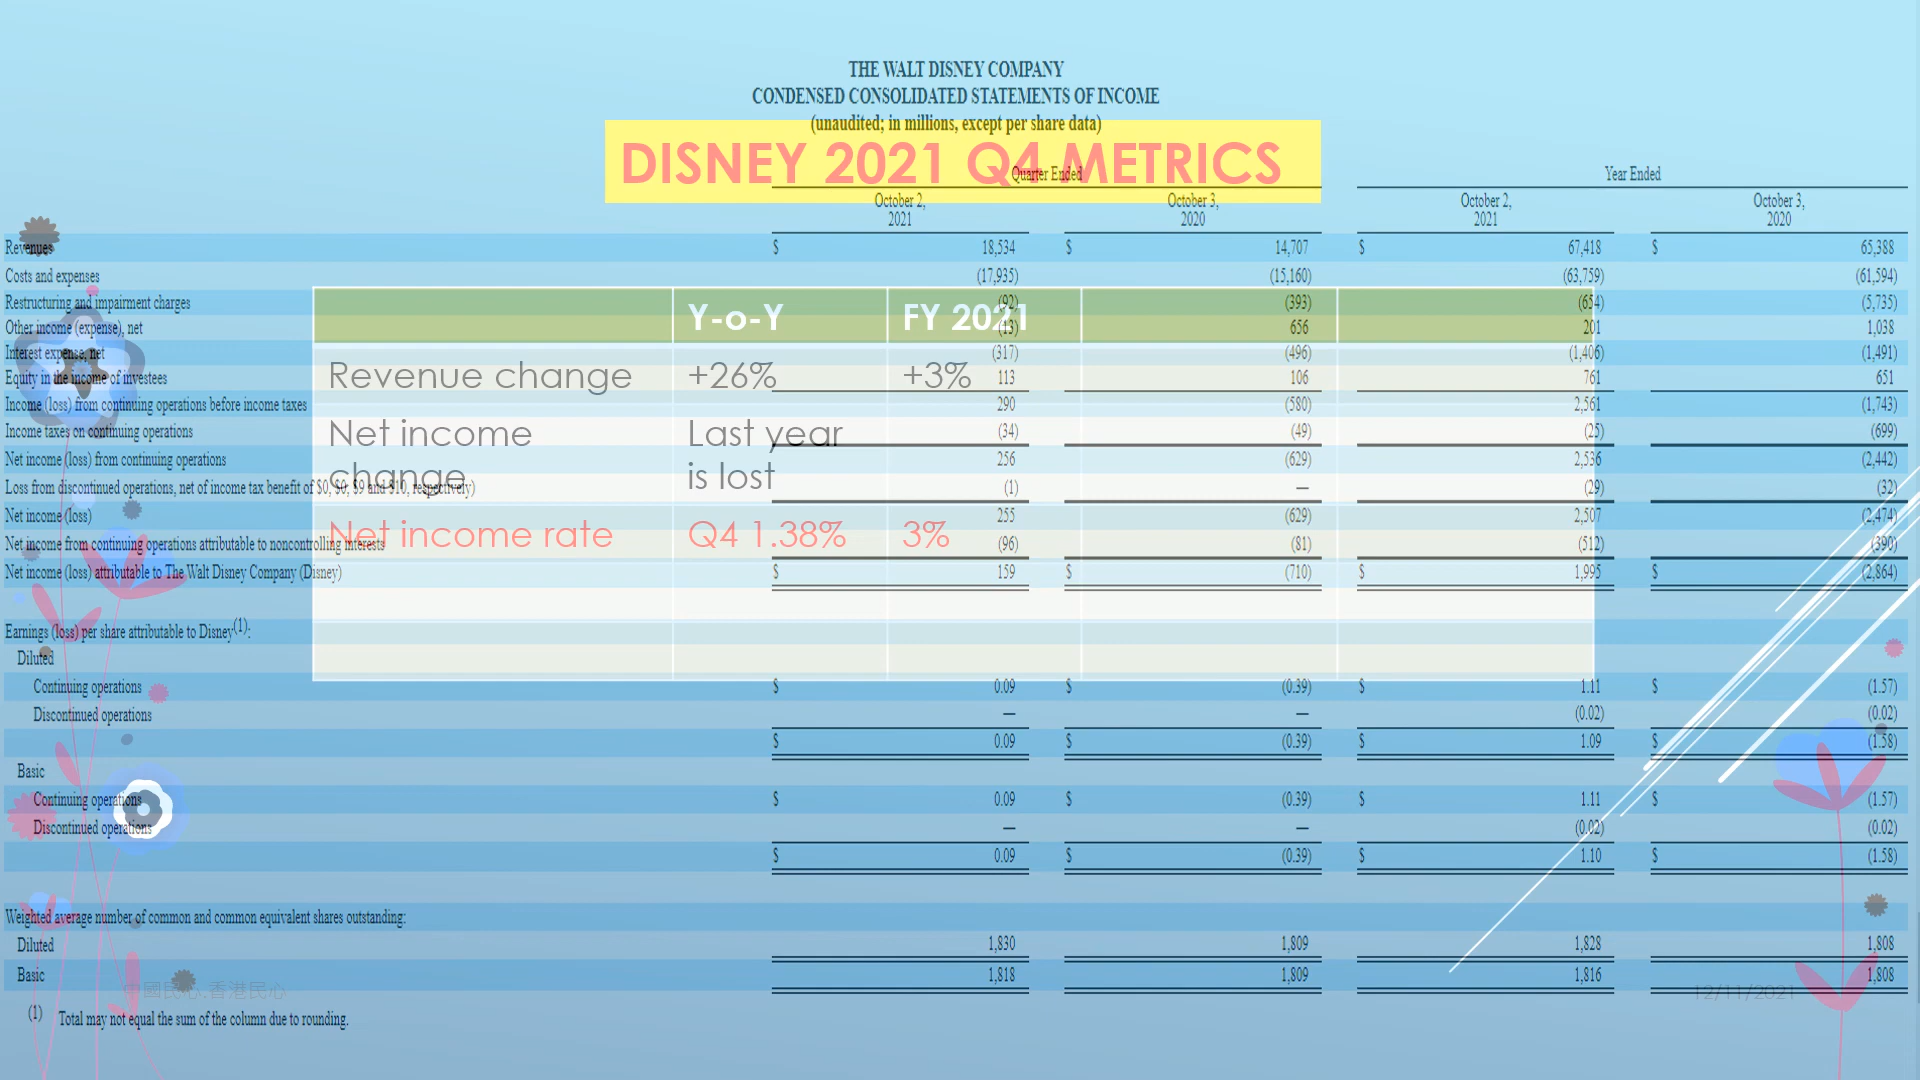 THE WALT DISNEY COMPANY
CONDENSED CONSOLIDATED STATEMENTS OF INCOME
(unaudited; in millions, except per share data)
DISNEY 2021 Q4 METRICS
Quarter Ended Year Ended
October 2, 2021 October 3, 2020 October 2, 2021 October 3, 2020
Revenues $ 18,534 $ 14,707 $ 67,418 $ 65,388
Costs and expenses (17,935) (15,160) (63,759) (61,594)
Restructuring and impairment charges (92) (393) (654) (5,735)
Other income (expense), net (13) 656 201 1,038
Interest expense, net (317) (496) (1,406) (1,491)
Equity in the income of investees 113 106 761 651
Income (loss) from continuing operations before income taxes 290 (580) 2,561 (1,743)
Income taxes on continuing operations (34) (49) (25) (699)
Net income (loss) from continuing operations 256 (629) 2,536 (2,442)
Loss from discontinued operations, net of income tax benefit of $0, $0, $9 and $10, respectively) (1) — (29) (32)
Net income (loss) 255 (629) 2,507 (2,474)
Net income from continuing operations attributable to noncontrolling interests (96) (81) (512) (390)
Net income (loss) attributable to The Walt Disney Company (Disney) $ 159 $ (710) $ 1,995 $ (2,864)
Earnings (loss) per share attributable to Disney(1):
Diluted
Continuing operations $ 0.09 $ (0.39) $ 1.11 $ (1.57)
Discontinued operations — — (0.02) (0.02)
$ 0.09 $ (0.39) $ 1.09 $ (1.58)
Basic
Continuing operations $ 0.09 $ (0.39) $ 1.11 $ (1.57)
Discontinued operations — — (0.02) (0.02)
$ 0.09 $ (0.39) $ 1.10 $ (1.58)
Weighted average number of common and common equivalent shares outstanding:
Diluted 1,830 1,809 1,828 1,808
Basic 1,818 1,809 1,816 1,808
(1) Total may not equal the sum of the column due to rounding.
Y-o-Y FY 2021
Revenue change +26% +3%
Net income change Last year is lost
Net income rate Q4 1.38% 3%
中國民心.香港民心
12/11/2021